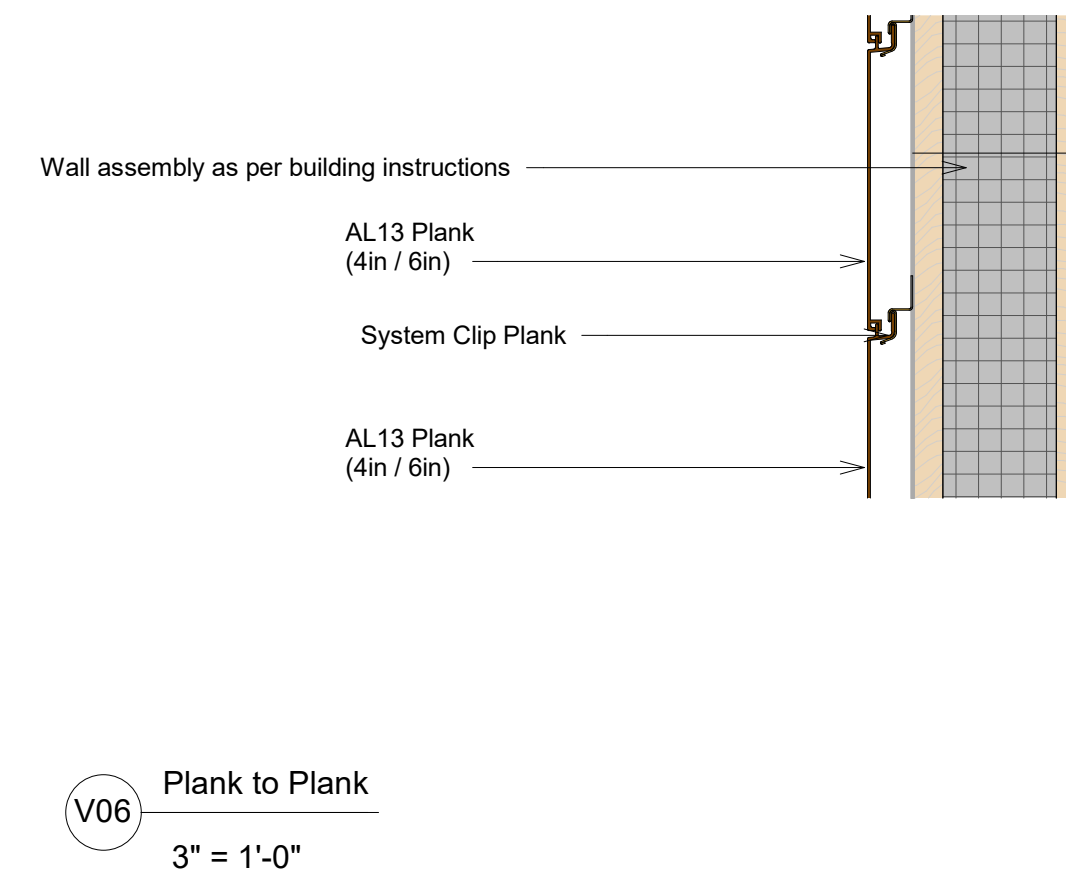 Wall assembly as per building instructions
AL13 Plank
(4in / 6in)
System Clip Plank
AL13 Plank
(4in / 6in)
V06
Plank to Plank
3" = 1'-0"